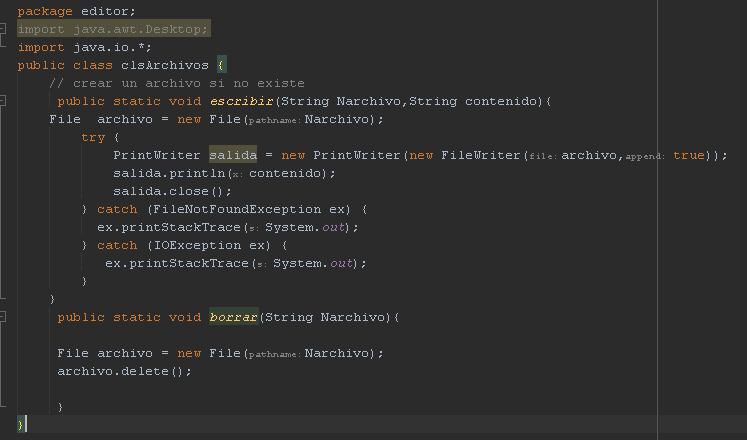 package editor;
import java.awt.Desktop;
import java.io.*;
public class clsArchivos {
// crear un archivo si no existe
public static void escribir(String Narchivo,String contenido){
File  archivo = new File(pathname: Narchivo);
try {
PrintWriter salida = new PrintWriter(new FileWriter(file: archivo,append: true));
salida.println(x: contenido);
salida.close();
} catch (FileNotFoundException ex) {
ex.printStackTrace(s: System.out);
} catch (IOException ex) {
ex.printStackTrace(s: System.out);
}
}
public static void borrar(String Narchivo){
File archivo = new File(pathname: Narchivo);
archivo.delete();
}
}